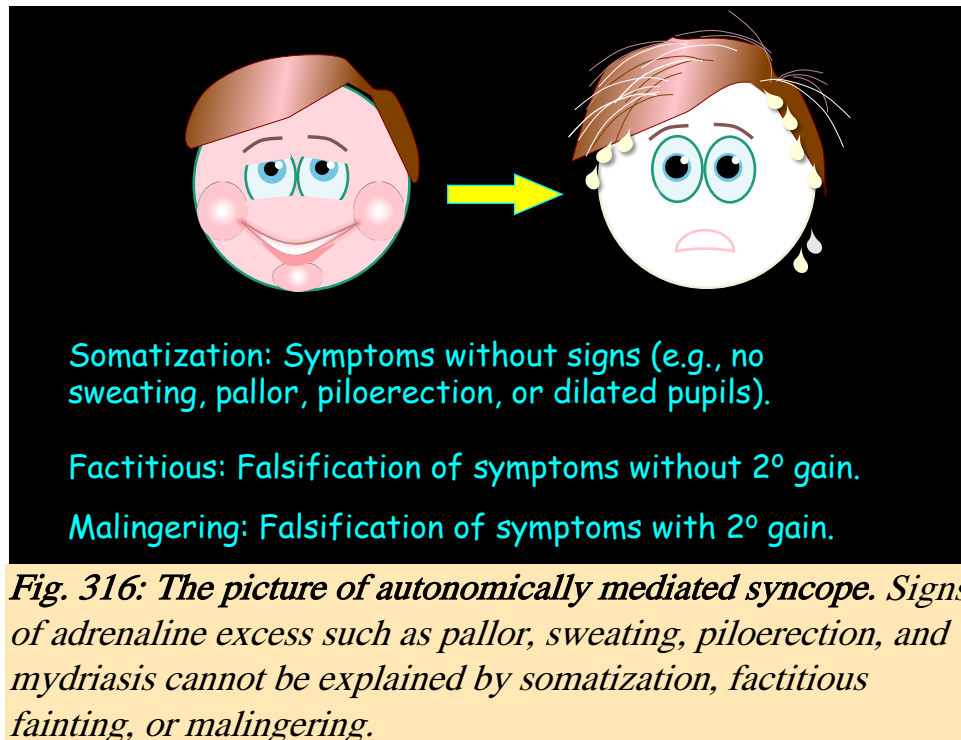 Somatization: Symptoms without signs (e.g., no
sweating, pallor, piloerection, or dilated pupils).
Factitious: Falsification of symptoms without 2º gain.
Malingering: Falsification of symptoms with 2º gain.
Fig. 316: The picture of autonomically mediated syncope. Signs
of adrenaline excess such as pallor, sweating, piloerection, and
mydriasis cannot be explained by somatization, factitious
fainting, or malingering.